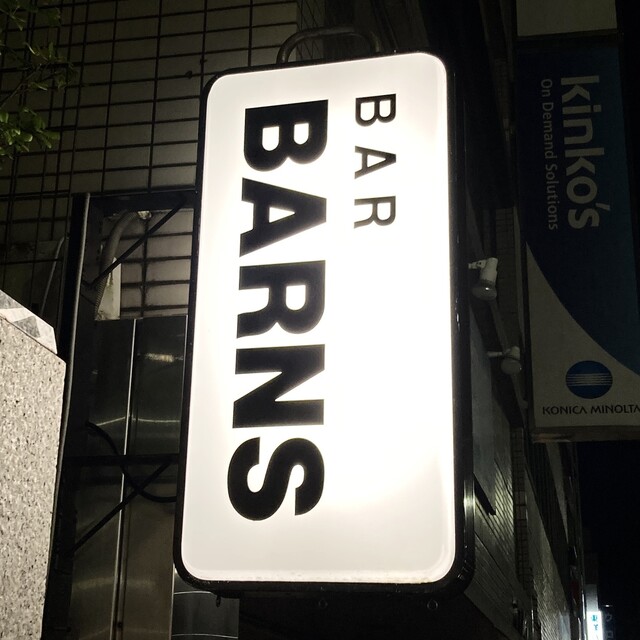 BAR
BARNS
kinko's
On Demand Solutions
KONICA MINOLTA